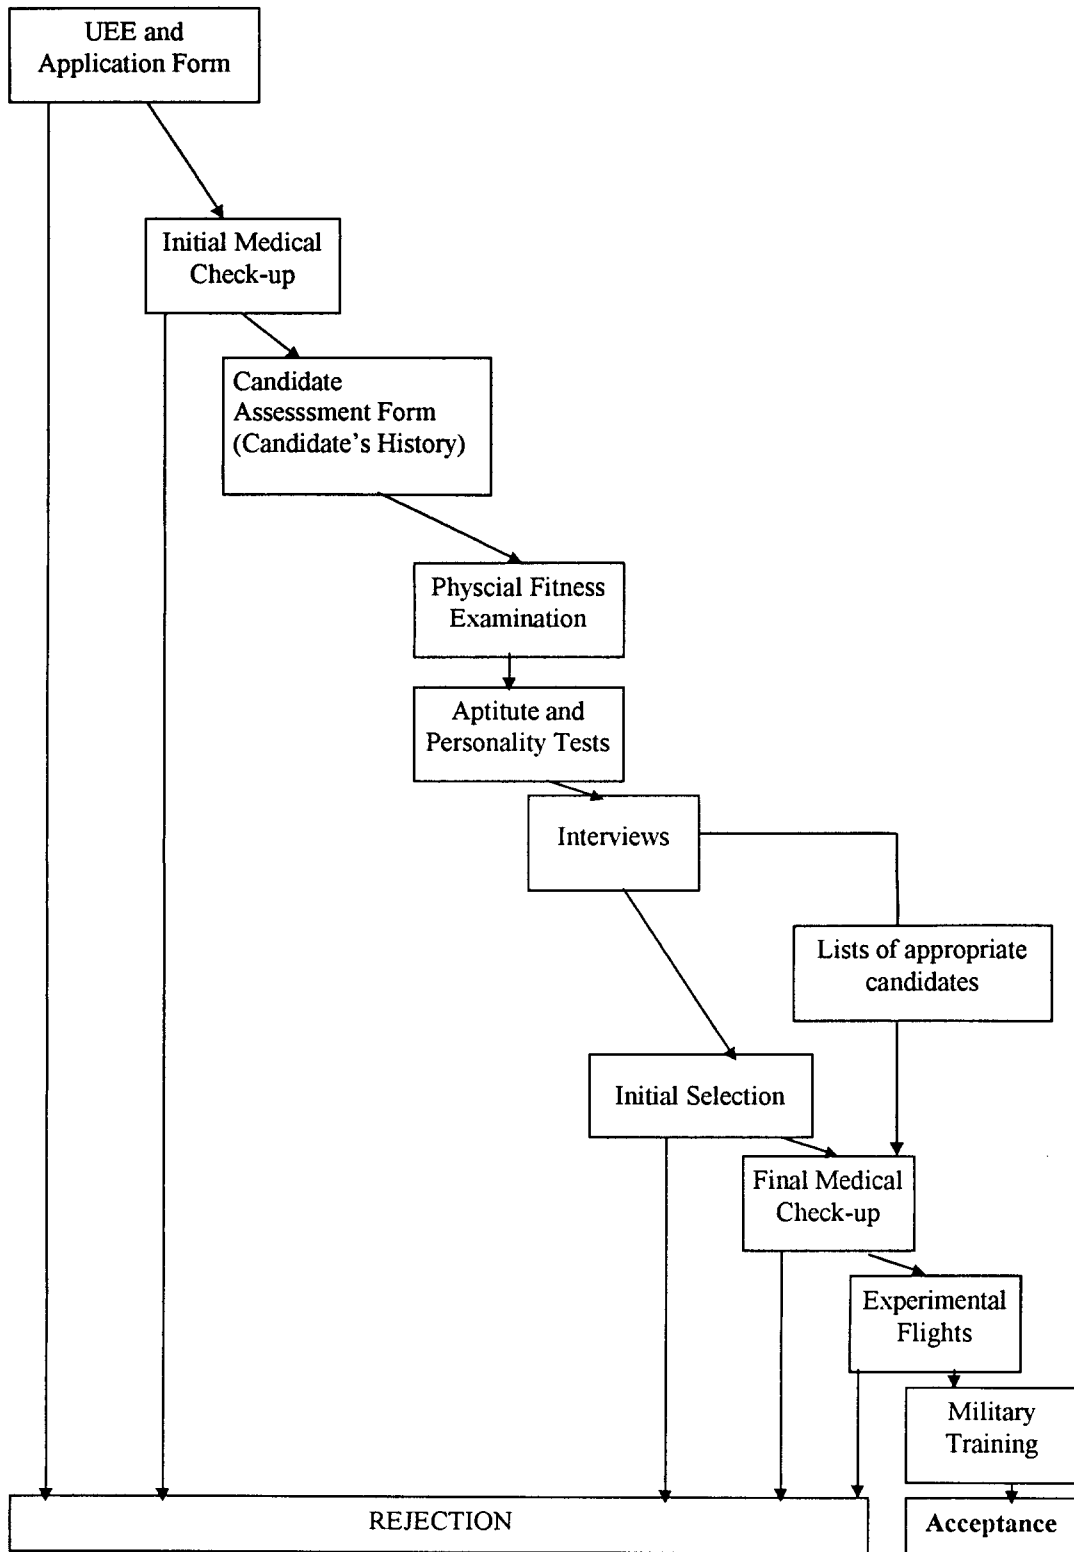 UEE and
Application Form
Initial Medical
Check-up
Candidate
Assesssment Form
(Candidate's History)
Physcial Fitness
Examination
Aptitute and
Personality Tests
Interviews
Lists of appropriate
candidates
Initial Selection
Final Medical
Check-up
Experimental
Flights
Military
Training
REJECTION
Acceptance